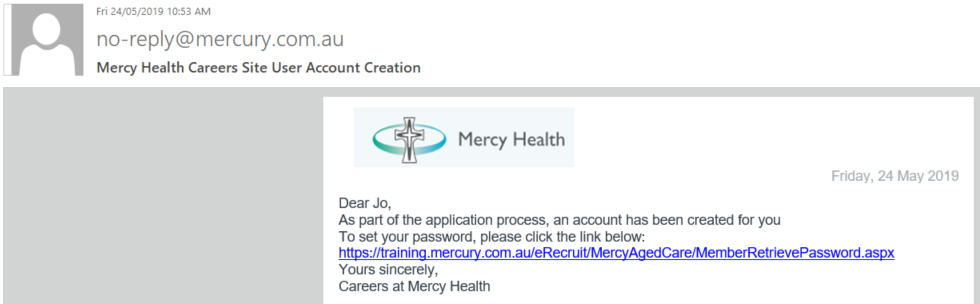 Fri 24/05/2019 10:53 AM
no-reply@mercury.com.au
Mercy Health Careers Site User Account Creation
Mercy Health
Friday, 24 May 2019
Dear Jo,
As part of the application process, an account has been created for you
To set your password, please click the link below:
https://training.mercury.com.au/eRecruit/MercyAgedCare/MemberRetrievePassword.aspx
Yours sincerely,
Careers at Mercy Health